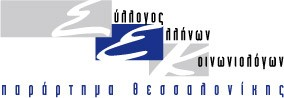 Σύλλογος
Ελλήνων
Κοινωνιολόγων
παράρτημα θεσσαλονίκης